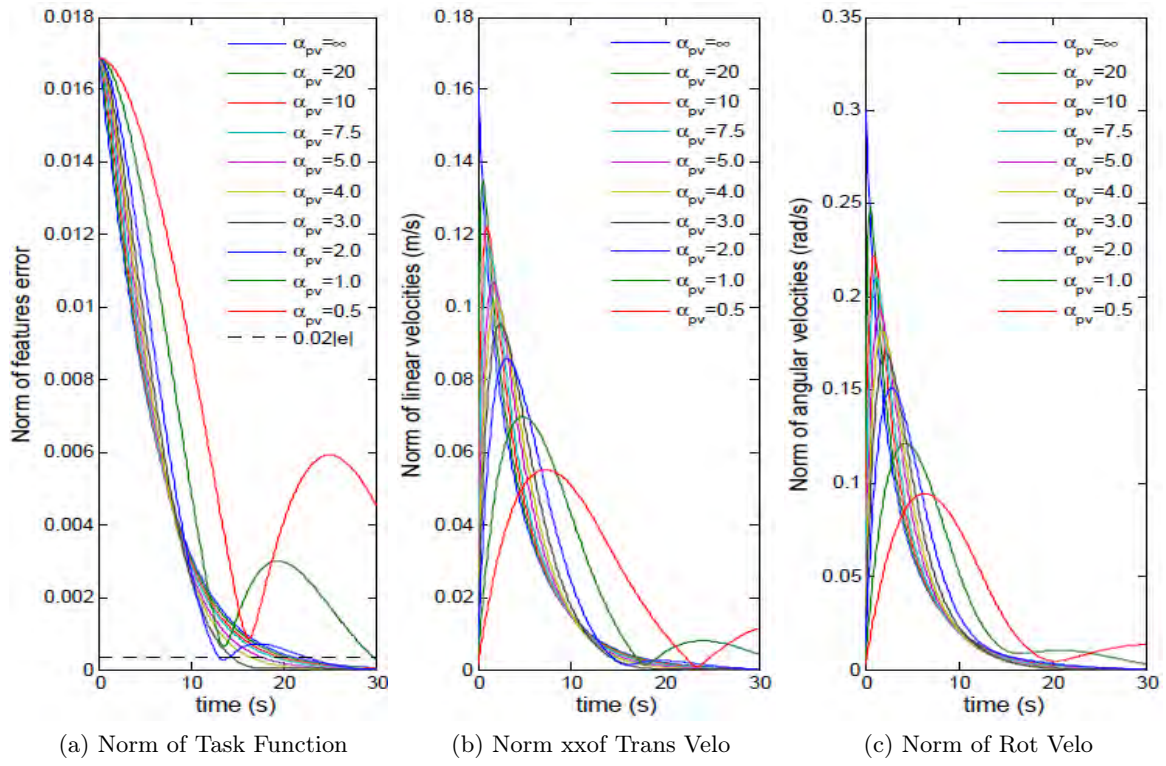 Norm of features error
0.018
0.016
0.014
0.012
0.01
0.008
0.006
0.004
0.002
0
αpv=∞
αpv=20
αpv=10
αpv=7.5
αpv=5.0
αpv=4.0
αpv=3.0
αpv=2.0
αpv=1.0
αpv=0.5
0.02|e|
0 10 20 30
time (s)
(a) Norm of Task Function
Norm of linear velocities (m/s)
0.18
0.16
0.14
0.12
0.1
0.08
0.06
0.04
0.02
0
αpv=∞
αpv=20
αpv=10
αpv=7.5
αpv=5.0
αpv=4.0
αpv=3.0
αpv=2.0
αpv=1.0
αpv=0.5
0 10 20 30
time (s)
(b) Norm xxof Trans Velo
Norm of angular velocities (rad/s)
0.35
0.3
0.25
0.2
0.15
0.1
0.05
0
αpv=∞
αpv=20
αpv=10
αpv=7.5
αpv=5.0
αpv=4.0
αpv=3.0
αpv=2.0
αpv=1.0
αpv=0.5
0 10 20 30
time (s)
(c) Norm of Rot Velo